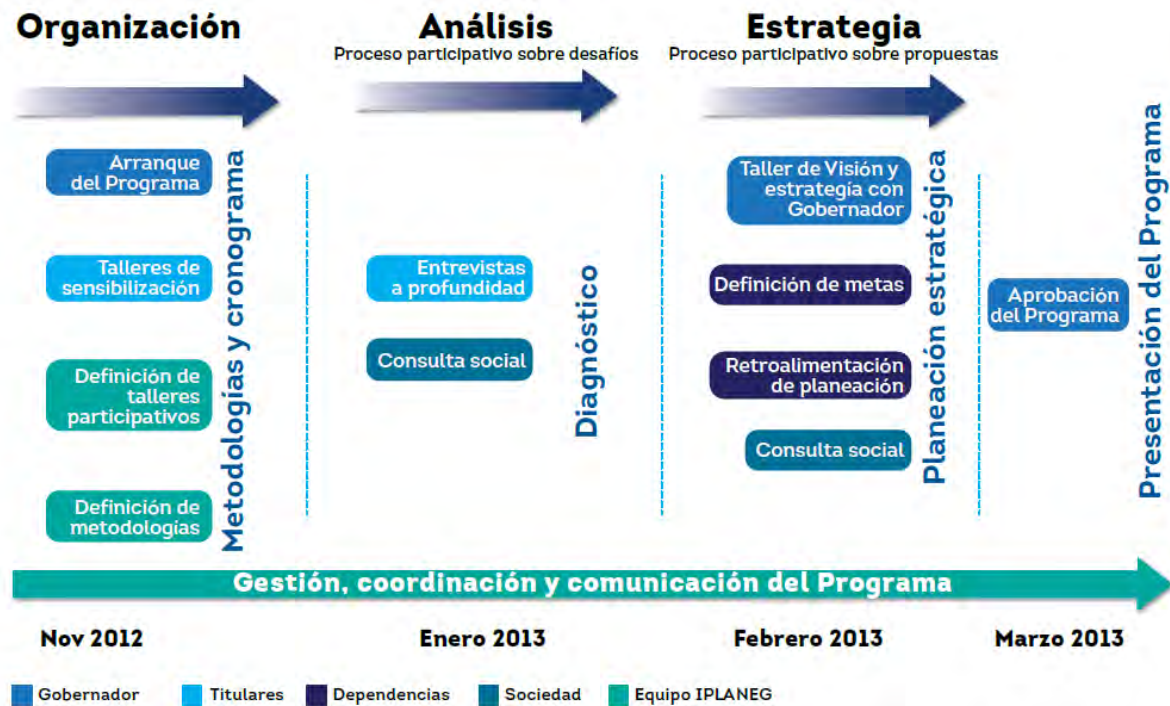 Organización
Análisis
Proceso participativo sobre desafíos
Estrategia
Proceso participativo sobre propuestas
Arranque
del Programa
Talleres de
sensibilización
Definición de
talleres
participativos
Definición de
metodologías
Metodologías y cronograma
Entrevistas
a profundidad
Consulta social
Diagnóstico
Taller de Visión y
estrategía con
Gobernador
Definición de metas
Retroalimentación
de planeación
Consulta social
Planeación estratégica
Aprobación
del Programa
Presentación del Programa
Gestión, coordinación y comunicación del Programa
Nov 2012
Enero 2013
Febrero 2013
Marzo 2013
Gobernador
Titulares
Dependencias
Sociedad
Equipo IPLANEG